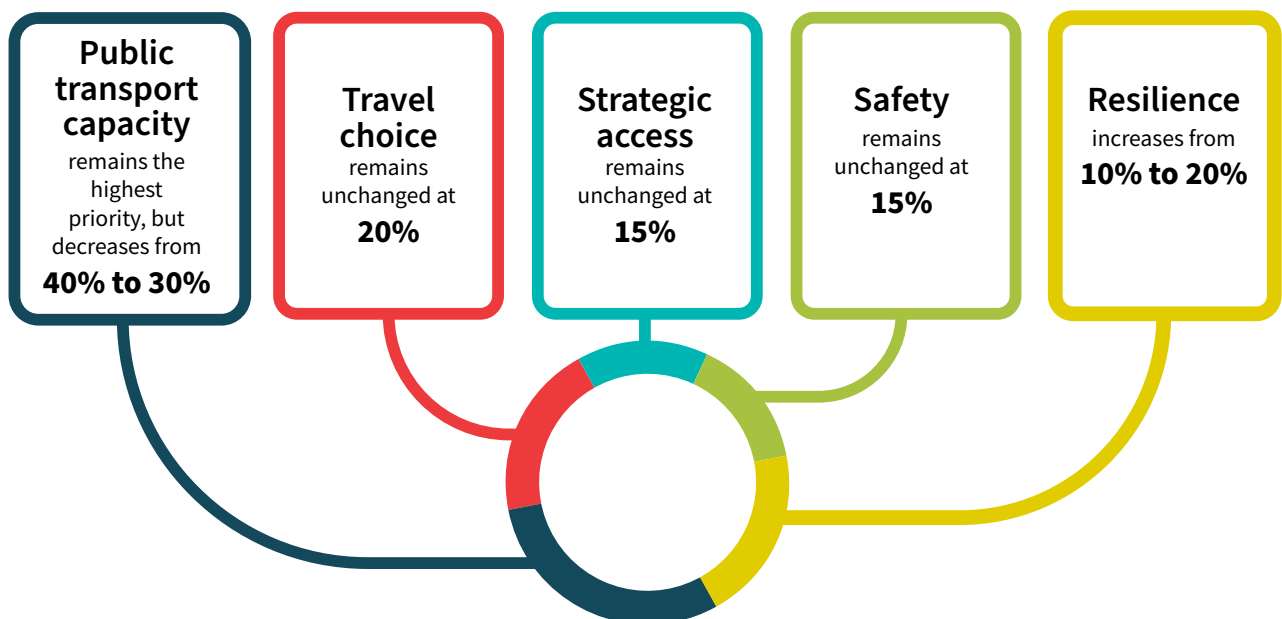 Public
transport
capacity
remains the
highest
priority, but
decreases from
40% to 30%
Travel
choice
remains
unchanged at
20%
Strategic
access
remains
unchanged at
15%
Safety
remains
unchanged at
15%
Resilience
increases from
10% to 20%